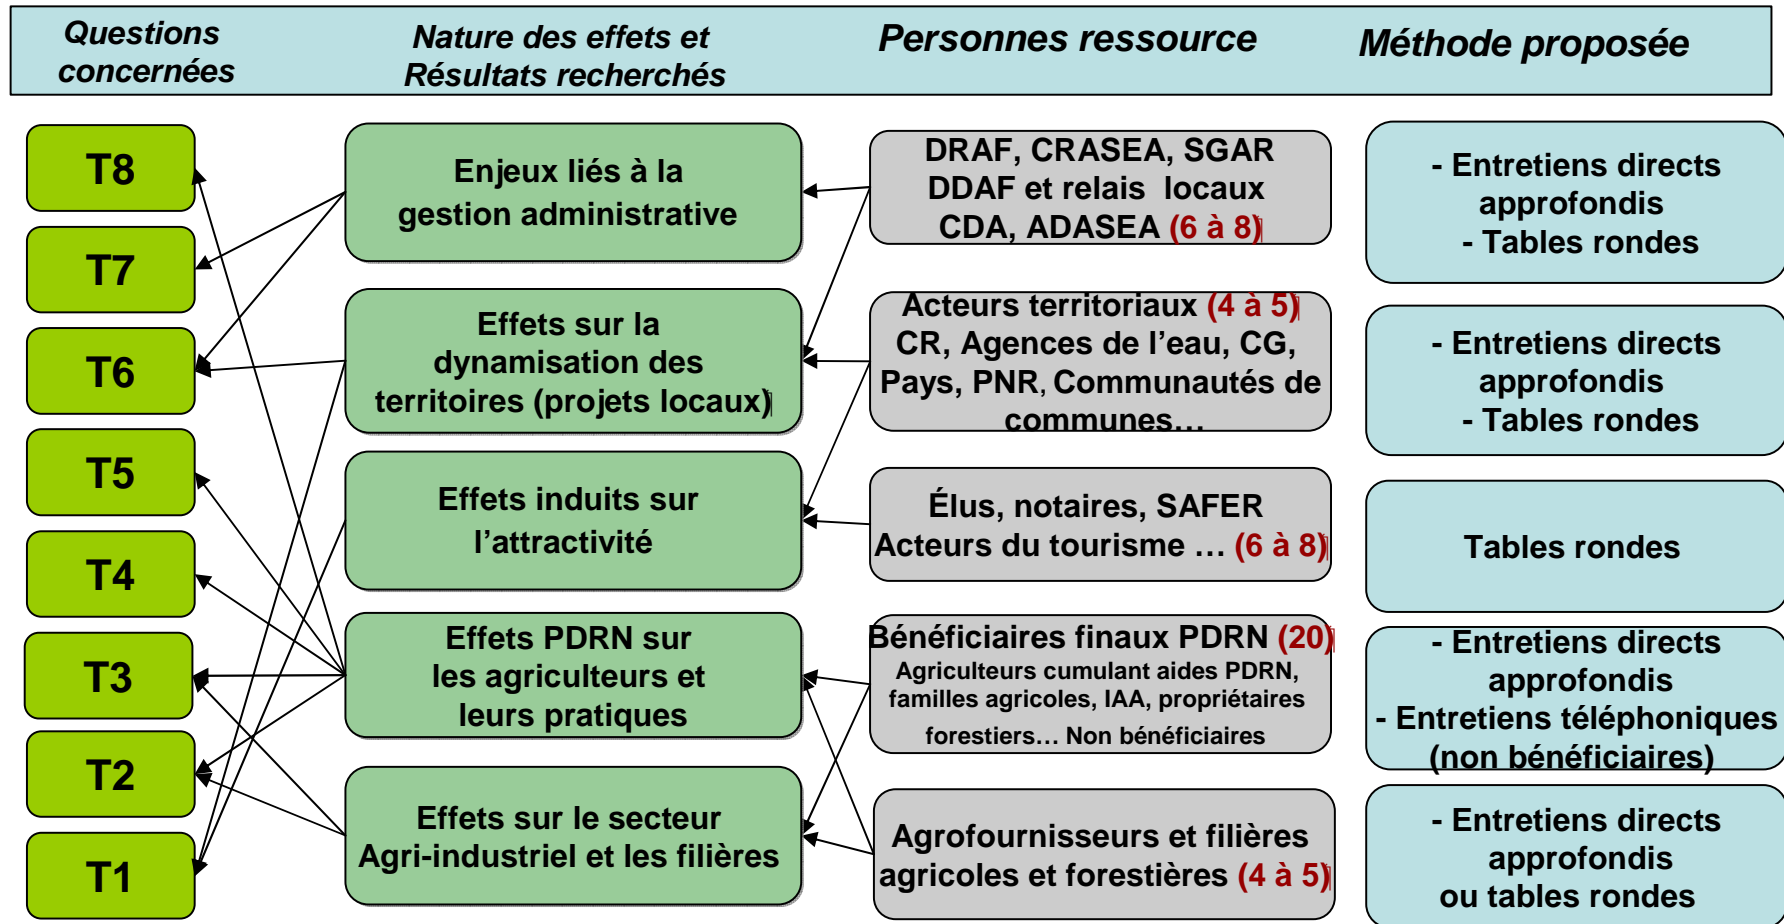 Questions
concernées
Nature des effets et
Résultats recherchés
Personnes ressource
Méthode proposée
T8
T7
T6
T5
T4
T3
T2
T1
Enjeux liés à la
gestion administrative
Effets sur la
dynamisation des
territoires (projets locaux)
Effets induits sur
l’attractivité
Effets PDRN sur
les agriculteurs et
leurs pratiques
Effets sur le secteur
Agri-industriel et les filières
DRAF, CRASEA, SGAR
DDAF et relais locaux
CDA, ADASEA (6 à 8)
Acteurs territoriaux (4 à 5)
CR, Agences de l’eau, CG,
Pays, PNR, Communautés de
communes…
Élus, notaires, SAFER
Acteurs du tourisme … (6 à 8)
Bénéficiaires finaux PDRN (20)
Agriculteurs cumulant aides PDRN,
familles agricoles, IAA, propriétaires
forestiers… Non bénéficiaires
Agrofournisseurs et filières
agricoles et forestières (4 à 5)
- Entretiens directs
approfondis
- Tables rondes
- Entretiens directs
approfondis
- Tables rondes
Tables rondes
- Entretiens directs
approfondis
- Entretiens téléphoniques
(non bénéficiaires)
- Entretiens directs
approfondis
ou tables rondes